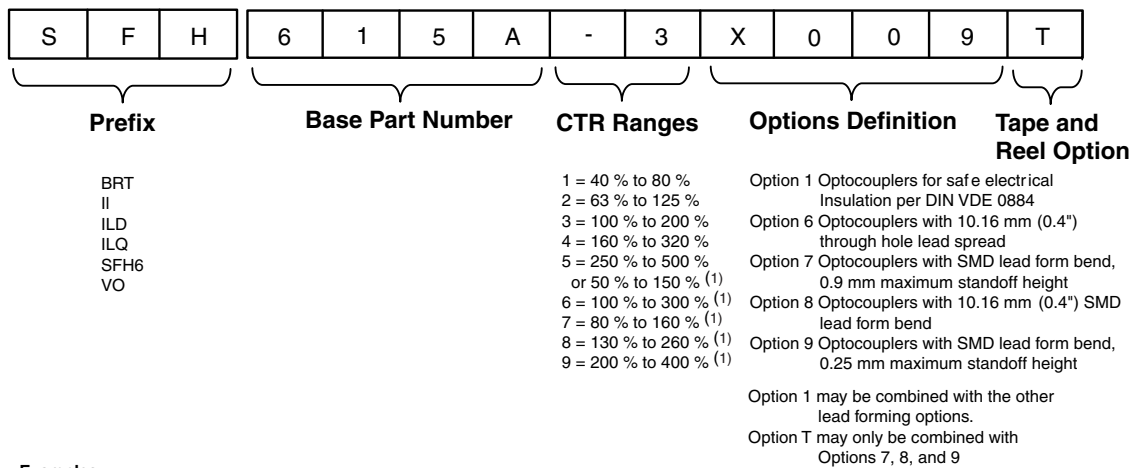 S F H 6 1 5 A - 3 X 0 0 9 T
Prefix
Base Part Number
CTR Ranges
Options Definition
Tape and
Reel Option
BRT
II
ILD
ILQ
SFH6
VO
1 = 40 % to 80 %
2 = 63 % to 125 %
3 = 100 % to 200 %
4 = 160 % to 320 %
5 = 250 % to 500 %
or 50 % to 150 % (1)
6 = 100 % to 300 % (1)
7 = 80 % to 160 % (1)
8 = 130 % to 260 % (1)
9 = 200 % to 400 % (1)
Option 1 Optocouplers for safe electrical
Insulation per DIN VDE 0884
Option 6 Optocouplers with 10.16 mm (0.4")
through hole lead spread
Option 7 Optocouplers with SMD lead form bend,
0.9 mm maximum standoff height
Option 8 Optocouplers with 10.16 mm (0.4") SMD
lead form bend
Option 9 Optocouplers with SMD lead form bend,
0.25 mm maximum standoff height
Option 1 may be combined with the other
lead forming options.
Option T may only be combined with
Options 7, 8, and 9